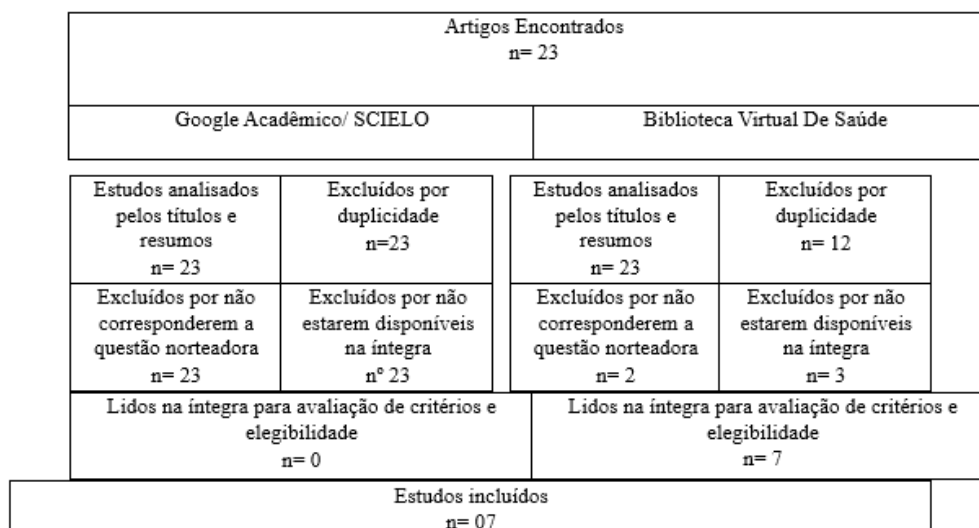 Artigos Encontrados
n= 23
Google Acadêmico/ SCIELO
Biblioteca Virtual De Saúde
Estudos analisados
pelos títulos e
resumos
n= 23
Excluídos por
duplicidade
n=23
Estudos analisados
pelos títulos e
resumos
n= 23
Excluídos por
duplicidade
n= 12
Excluídos por não
corresponderem a
questão norteadora
n= 23
Excluídos por não
estarem disponíveis
na íntegra
nº 23
Excluídos por não
corresponderem a
questão norteadora
n= 2
Excluídos por não
estarem disponíveis
na íntegra
n= 3
Lidos na íntegra para avaliação de critérios e
elegibilidade
n= 0
Lidos na íntegra para avaliação de critérios e
elegibilidade
n= 7
Estudos incluídos
n= 07